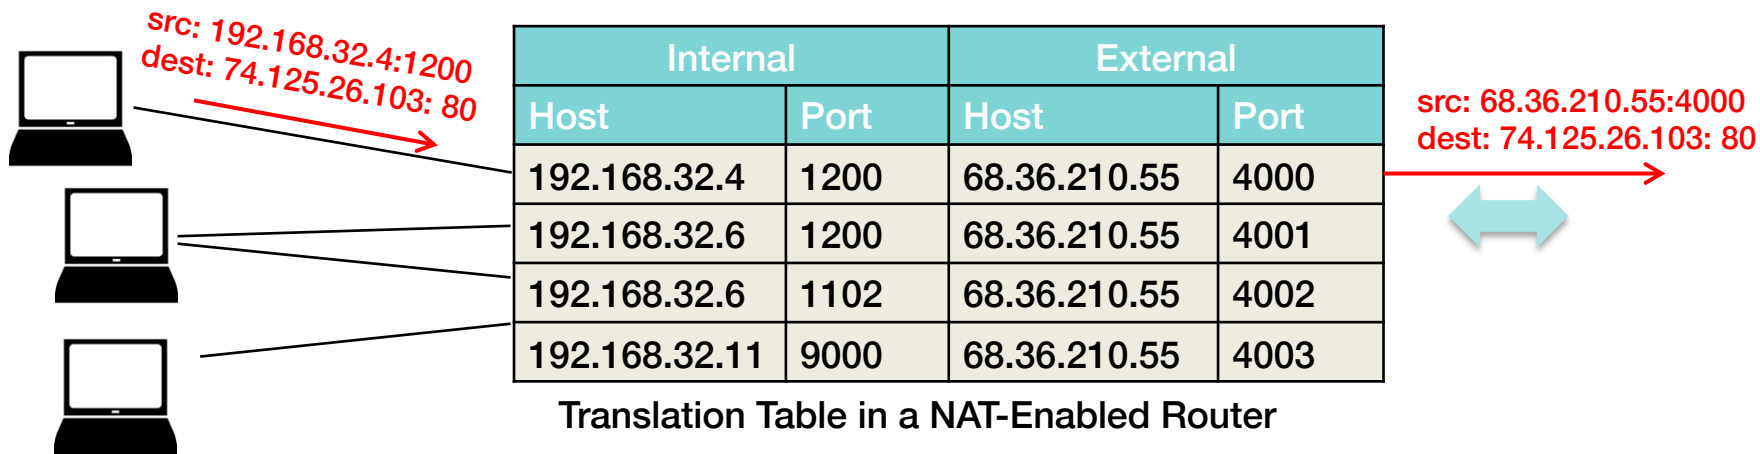 src: 192.168.32.4:1200
dest: 74.125.26.103: 80
Internal External
Host Port Host Port
192.168.32.4 1200 68.36.210.55 4000
192.168.32.6 1200 68.36.210.55 4001
192.168.32.6 1102 68.36.210.55 4002
192.168.32.11 9000 68.36.210.55 4003
src: 68.36.210.55:4000
dest: 74.125.26.103: 80
Translation Table in a NAT-Enabled Router